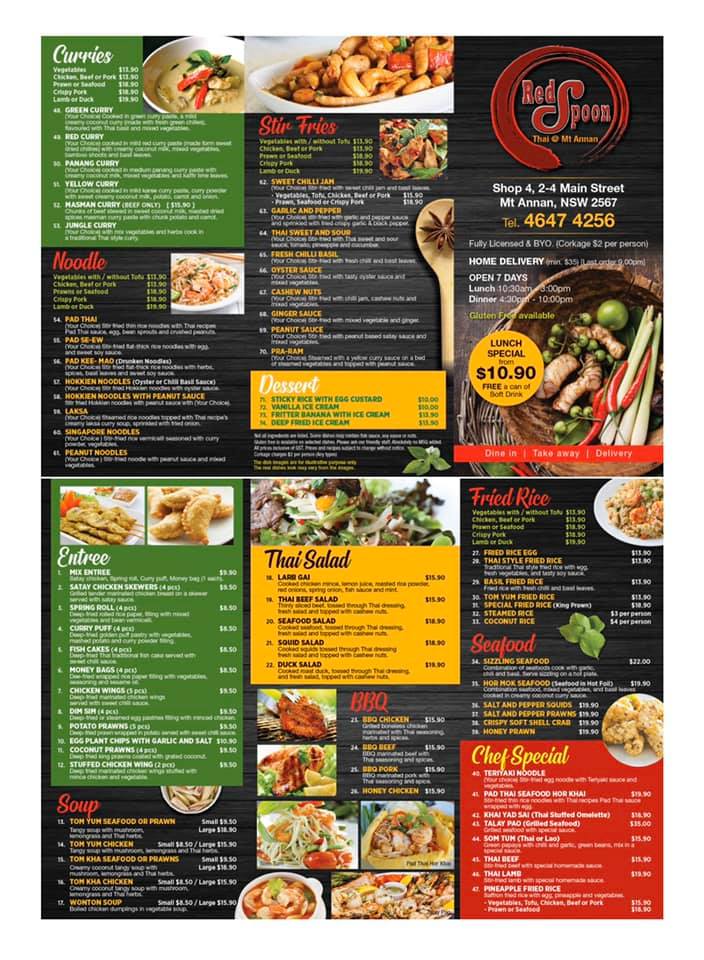 Curries
Vegetables $13.90
Chicken, Beef or Pork $13.90
Prawn or Seafood $18.90
Crispy Pork $18.90
Lamb or Duck $19.90
48. GREEN CURRY
(Your Choice) Cooked in green curry paste, a mild
creamy coconut curry (made with fresh green chilies),
flavoured with Thai basil and mixed vegetables.
49. RED CURRY
(Your choice) cooked in mild red curry paste (made form sweet
dried chillies) with creamy coconut milk, mixed vegetables,
bamboo shoots and basil leaves.
50. PANANG CURRY
(Your choice) cooked in medium panang curry paste with
creamy coconut milk, mixed vegetables and kaffir lime leaves.
51. YELLOW CURRY
(Your choice) cooked in mild karee curry paste, curry powder
with sweet creamy coconut milk, potato, carrot and onion.
52. MASMAN CURRY (BEEF ONLY) [ $15.90 ]
Chunks of beef stewed in sweet coconut milk, roasted dried
spices masman curry paste with chuck potato and carrot.
53. JUNGLE CURRY
(Your Choice) with mix vegetables and herbs cook in
a traditional Thai style curry.
Noodle
Vegetables with / without Tofu $13.90
Chicken, Beef or Pork $13.90
Prawns or Seafood $18.90
Crispy Pork $18.90
Lamb or Duck $19.90
54. PAD THAI
(Your Choice) Stir-fried thin rice noodles with Thai recipes
Pad Thai sauce, egg, bean sprouts and crushed peanuts.
55. PAD SE-EW
(Your Choice) Stir-fried flat-thick rice noodles with egg,
and sweet soy sauce.
56. PAD KEE- MAO (Drunken Noodles)
(Your Choice) Stir-fried flat-thick rice noodles with herbs,
spices, basil leaves and sweet soy sauce.
57. HOKKIEN NOODLES (Oyster or Chilli Basil Sauce)
(Your Choice) Stir fried Hokkien noodles with oyster sauce.
58. HOKKIEN NOODLES WITH PEANUT SAUCE
Stir fried Hokkien noodles with peanut sauce with (Your Choice).
59. LAKSA
(Your Choice) Steamed rice noodles topped with Thai recipe's
creamy laksa curry soup, sprinkled with fried onion.
60. SINGAPORE NOODLES
(Your Choice ) Stir-fried rice vermicelli seasoned with curry
powder, vegetables.
61. PEANUT NOODLES
(Your Choice ) Stir-fried noodle with peanut sauce and mixed
vegetables.
Stir Fries
Vegetables with / without Tofu $13.90
Chicken, Beef or Pork $13.90
Prawns or Seafood $18.90
Crispy Pork $18.90
Lamb or Duck $19.90
62. SWEET CHILLI JAM
(Your Choice) Stir-fried with sweet chilli jam and basil leaves.
- Vegetables, Tofu, Chicken, Beef or Pork $15.90
- Prawn, Seafood or Crispy Pork $18.90
63. GARLIC AND PEPPER
(Your Choice) Stir-fried with garlic and pepper sauce
and sprinkled with fried crispy garlic & black pepper.
64. THAI SWEET AND SOUR
(Your Choice) Stir-fried with Thai sweet and sour
sauce, tomato, pineapple and cucumber.
65. FRESH CHILLI BASIL
(Your Choice) Stir-fried with fresh chilli and basil leaves.
66. OYSTER SAUCE
(Your Choice) Stir-fried with tasty oyster sauce and
mixed vegetable.
67. CASHEW NUTS
(Your Choice) Stir-fried with chili jam, cashew nuts and
mixed vegetables.
68. GINGER SAUCE
(Your Choice) Stir-fried with mixed vegetable and ginger.
69. PEANUT SAUCE
(Your Choice) Stir-fried with peanut based satay sauce and
mixed vegetables.
70. PRA-RAM
(Your Choice) Steamed with a yellow curry sauce on a bed
of steamed vegetables and topped with peanut sauce.
Dessert
71. STICKY RICE WITH EGG CUSTARD $10.00
72. VANILLA ICE CREAM $10.00
73. FRITTER BANANA WITH ICE CREAM $13.90
74. DEEP FRIED ICE CREAM $13.90
Not all ingredients are listed. Some dishes may contain fish sauce, soy sauce or nuts.
Gluten free is available on selected dishes. Please ask our friendly staff. Absolutely no MSG added.
All prices inclusive of GST. Prices and recipes subject to change without notice.
Corkage charges $2 per person (Any types)
The dish images are for illustrative purpose only
The real dishes look may vary from the images.
Red Spoon
Thai @ Mt Annan
Shop 4, 2-4 Main Street
Mt Annan, NSW 2567
Tel. 4647 4256
Fully Licensed & BYO. (Corkage $2 per person)
HOME DELIVERY (min. $35) [Last order 9.00pm]
OPEN 7 DAYS
Lunch 10:30am - 3:00pm
Dinner 4:30pm - 10:00pm
Gluten Free available
LUNCH
SPECIAL
from
$10.90
FREE a can of
Soft Drink
Dine in | Take away | Delivery
Entree
1. MIX ENTREE $9.90
Satay chicken, Spring roll, Curry puff, Money bag (1 each).
2. SATAY CHICKEN SKEWERS (4 pcs) $9.50
Grilled tender marinated chicken breast on a skewer
served with satay sauce.
3. SPRING ROLL (4 pcs) $8.50
Deep-fried rolled rice paper, filling with mixed
vegetables and bean vermicelli.
4. CURRY PUFF (4 pcs) $8.50
Deep-fried golden puff pastry with vegetables,
mashed potato and curry powder filling.
5. FISH CAKES (4 pcs) $9.50
Deep-fried Thai traditional fish cake served with
sweet chilli sauce.
6. MONEY BAGS (4 pcs) $8.50
Dee-fried wrapped rice paper filling with vegetables,
seasoning and sesame oil.
7. CHICKEN WINGS (5 pcs) $9.50
Deep fried marinated chicken wings
served with sweet chilli sauce.
8. DIM SIM (4 pcs) $8.50
Deep fried or steamed egg pastries filling with minced chicken.
9. POTATO PRAWNS (5 pcs) $9.50
Deep fried prawn wrapped in potato served with sweet chilli sauce.
10. EGG PLANT CHIPS WITH GARLIC AND SALT $10.90
11. COCONUT PRAWNS (4 pcs) $9.50
Deep fried king prawns coated with grated coconut.
12. STUFFED CHICKEN WING (2 pcs) $9.50
Deep fried marinated chicken wings stuffed with
mince chicken and vegetable.
Soup
13. TOM YUM SEAFOOD OR PRAWN Small $9.50
Tangy soup with mushroom, Large $18.90
lemongrass and Thai herbs.
14. TOM YUM CHICKEN Small $8.50 / Large $15.90
Tangy soup with mushroom, lemongrass and Thai herbs.
15. TOM KHA SEAFOOD OR PRAWNS Small $9.50
Creamy coconut tangy soup with Large $18.90
mushroom, lemongrass and Thai herbs.
16. TOM KHA CHICKEN Small $8.50 / Large $15.90
Creamy coconut tangy soup with mushroom,
lemongrass and Thai herbs.
17. WONTON SOUP Small $8.50 / Large $15.90
Boiled chicken dumplings in vegetable soup.
Thai Salad
18. LARB GAI $15.90
Cooked chicken mince, lemon juice, roasted rice powder,
red onions, spring onion, fish sauce and mint.
19. THAI BEEF SALAD $15.90
Thinly sliced beef, tossed through Thai dressing,
fresh salad and topped with cashew nuts.
20. SEAFOOD SALAD $18.90
Cooked seafood, tossed through Thai dressing,
fresh salad and topped with cashew nuts.
21. SQUID SALAD $18.90
Cooked squids tossed through Thai dressing
fresh salad and topped with cashew nuts.
22. DUCK SALAD $19.90
Cooked roast duck, tossed through Thai dressing,
and fresh salad, topped with cashew nuts.
BBQ
23. BBQ CHICKEN $15.90
Grilled boneless chicken
marinated with Thai seasoning,
herbs and spices.
24. BBQ BEEF $15.90
BBQ marinated beef with
Thai seasoning and spices.
25. BBQ PORK $15.90
BBQ marinated pork with
Thai seasoning and spice.
26. HONEY CHICKEN $15.90
Pad Thai Hor Khai
Fried Rice
Vegetables with / without Tofu $13.90
Chicken, Beef or Pork $13.90
Prawn or Seafood $18.90
Crispy Pork $18.90
Lamb or Duck $19.90
27. FRIED RICE EGG $13.90
28. THAI STYLE FRIED RICE $13.90
Traditional Thai style fried rice with egg,
fresh vegetables, and tasty soy sauce.
29. BASIL FRIED RICE $13.90
Fried rice with fresh chilli and basil leaves.
30. TOM YUM FRIED RICE $13.90
31. SPECIAL FRIED RICE (King Prawn) $18.90
32. STEAMED RICE $3 per person
33. COCONUT RICE $4 per person
Seafood
34. SIZZLING SEAFOOD $22.00
Combination of seafoods cook with garlic,
chili and basil. Serve sizzling on a hot plate.
35. HOR MOK SEAFOOD (Seafood in Hot Foil) $19.90
Combination seafood, mixed vegetables, and basil leaves
cooked in creamy coconut curry sauce.
36. SALT AND PEPPER SQUIDS $19.90
37. SALT AND PEPPER PRAWNS $19.90
38. CRISPY SOFT SHELL CRAB $19.90
39. HONEY PRAWN $19.90
Chef Special
40. TERIYAKI NOODLE
(Your choice) Stir-fried egg noodle with Teriyaki sauce and
vegetables.
41. PAD THAI SEAFOOD HOR KHAI $19.90
Stir-fried thin rice noodles with Thai recipes Pad Thai sauce
wrapped with egg.
42. KHAI YAD SAI (Thai Stuffed Omelette) $18.90
43. TALAY PAO (Grilled Seafood) $35.00
Grilled seafood with special sauce.
44. SOM TUM (Thai or Lao) $15.90
Green papaya with chilli and garlic, green beans, mix in a
special sauce.
45. THAI BEEF $15.90
Stir-fried beef with special homemade sauce.
46. THAI LAMB $19.90
Stir-fried lamb with special homemade sauce.
47. PINEAPPLE FRIED RICE
Saffron fried rice with egg, pineapple and vegetables.
- Vegetables, Tofu, Chicken, Beef or Pork $15.90
- Prawn or Seafood $18.90